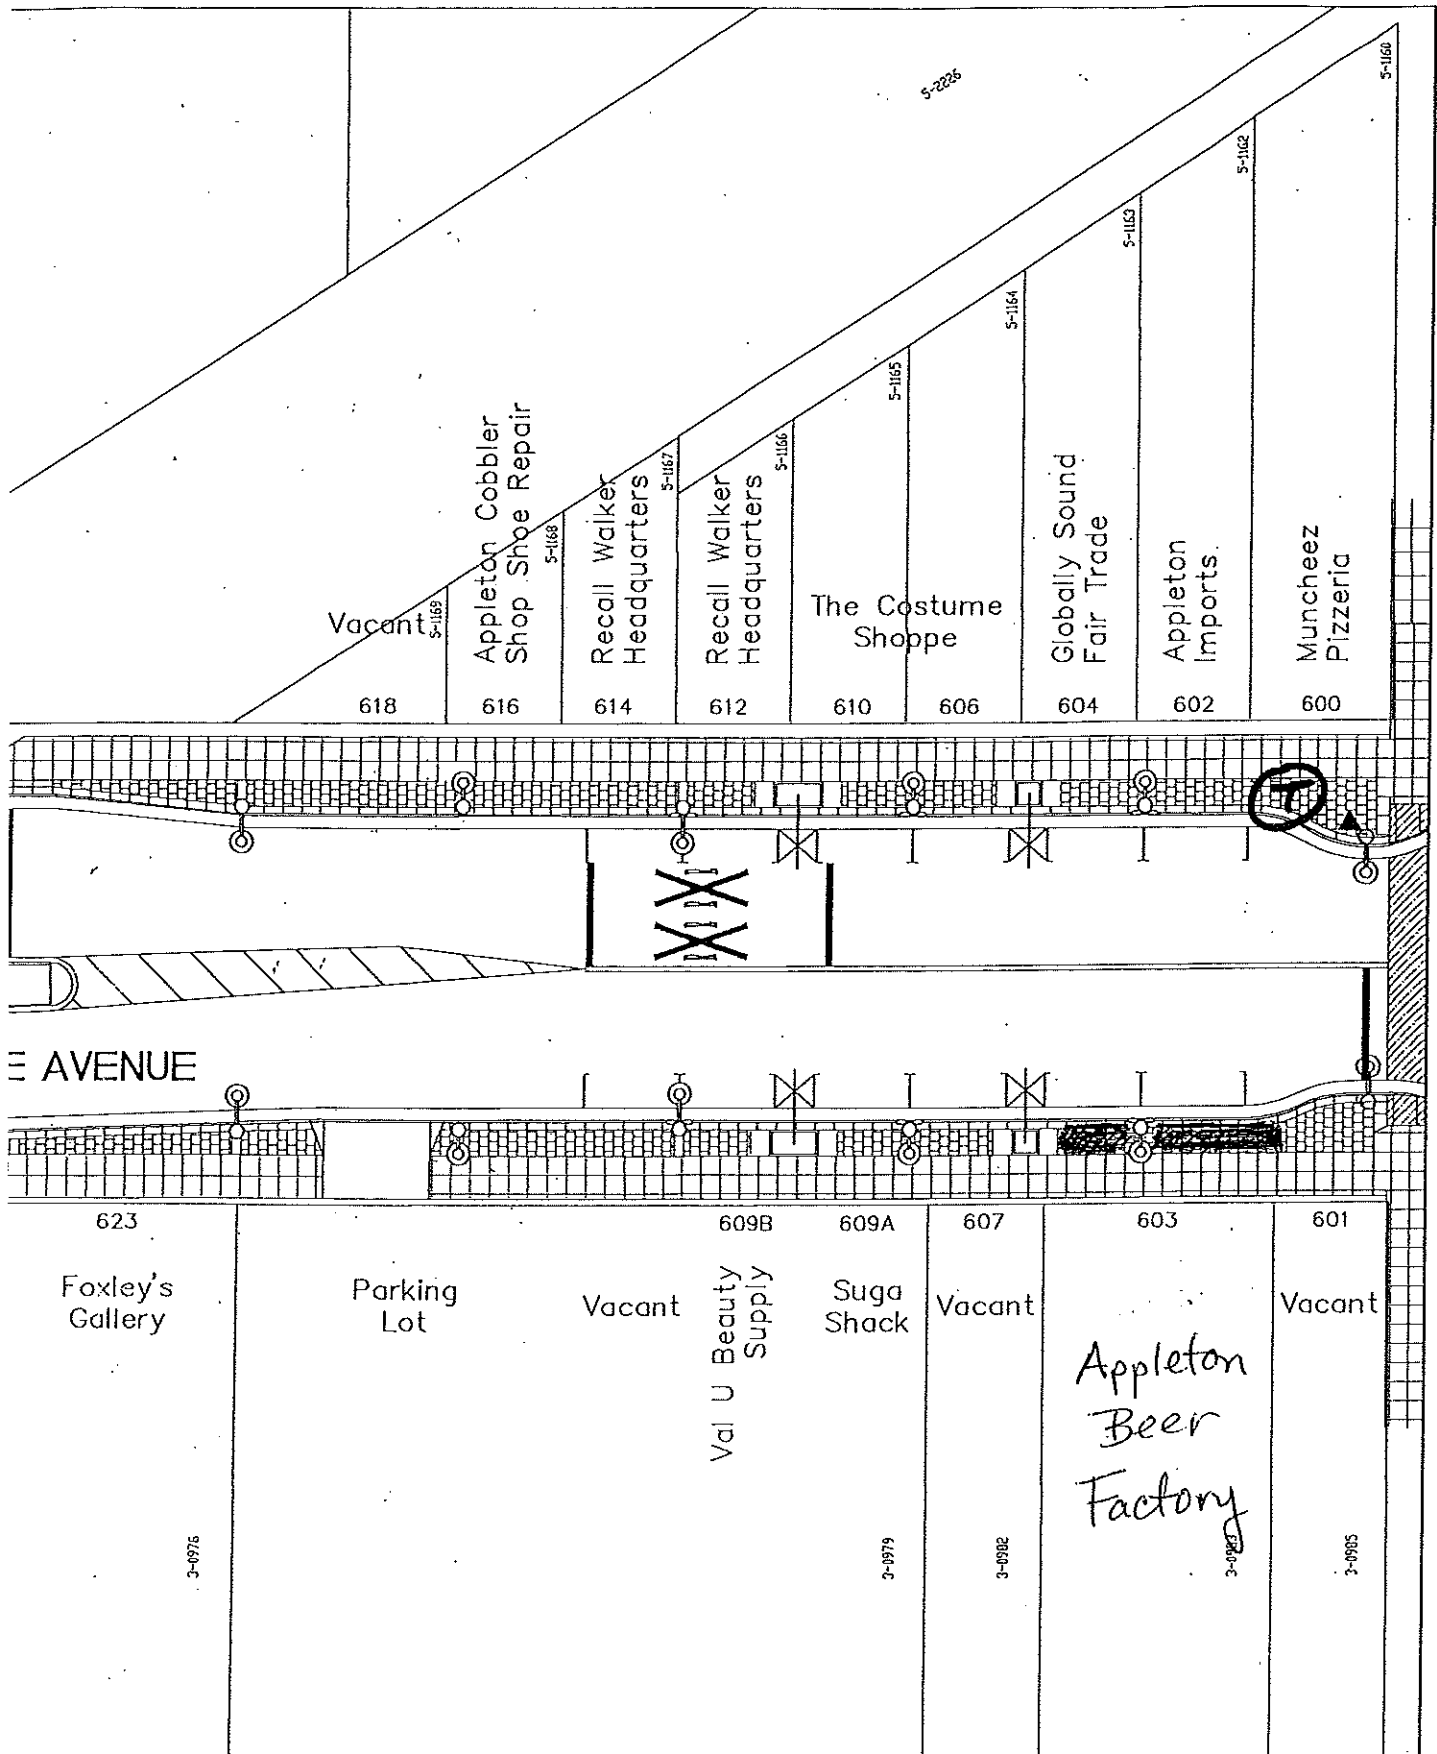 5-2226
5-1160
5-1162
5-1163
5-1164
5-1165
5-1166
5-1167
5-1168
5-1169
Vacant
Appleton Cobbler
Shop Shoe Repair
Recall Walker
Headquarters
Recall Walker
Headquarters
The Costume
Shoppe
Globally Sound
Fair Trade
Appleton
Imports
Muncheez
Pizzeria
618
616
614
612
610
606
604
602
600
T
E AVENUE
623
609B
609A
607
603
601
Foxley's
Gallery
Parking
Lot
Vacant
Val U Beauty
Supply
Suga
Shack
Vacant
Appleton
Beer
Factory
Vacant
3-0976
3-0979
3-0982
3-0983
3-0985